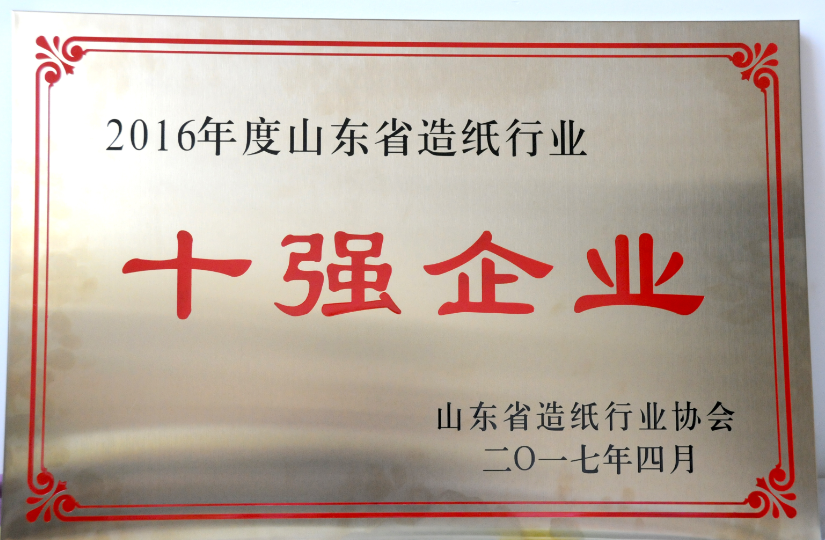 2016年度山东省造纸行业
十强企业
山东省造纸行业协会
二〇一七年四月